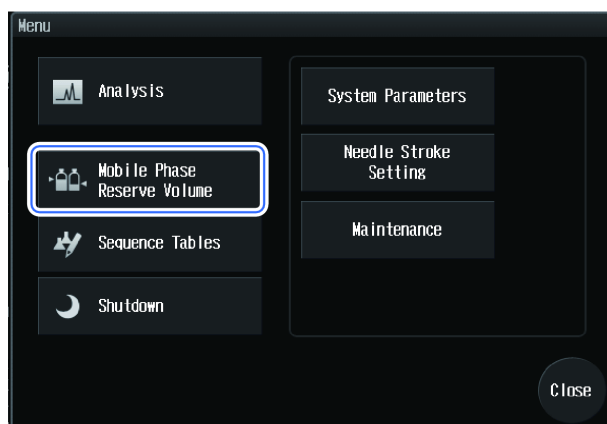 Menu
Analysis
Mobile Phase
Reserve Volume
Sequence Tables
Shutdown
System Parameters
Needle Stroke
Setting
Maintenance
Close